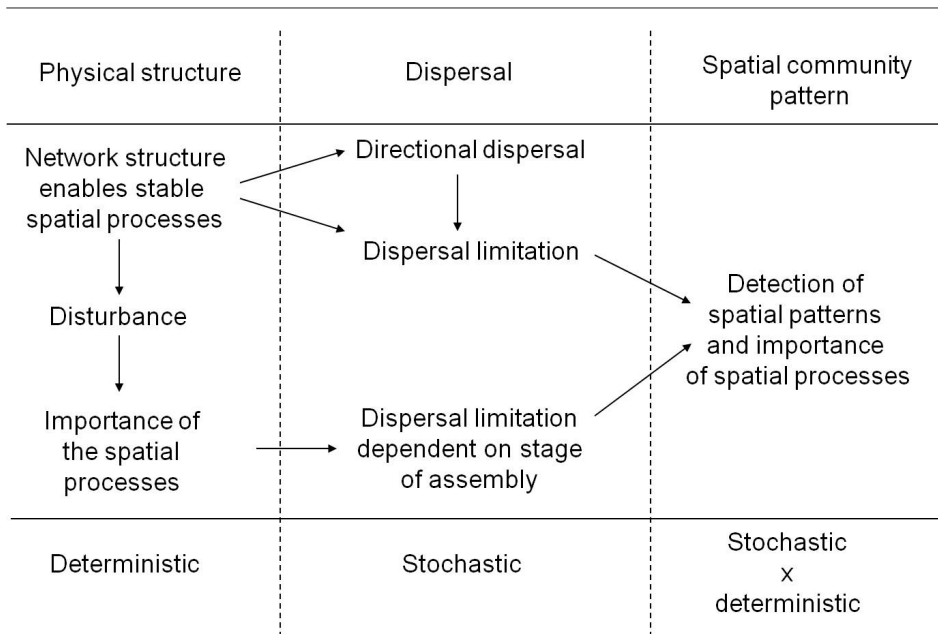 Physical structure
Dispersal
Spatial community
pattern
Network structure
enables stable
spatial processes
Disturbance
Importance of
the spatial
processes
Directional dispersal
Dispersal limitation
Dispersal limitation
dependent on stage
of assembly
Detection of
spatial patterns
and importance
of spatial processes
Deterministic
Stochastic
Stochastic
x
deterministic